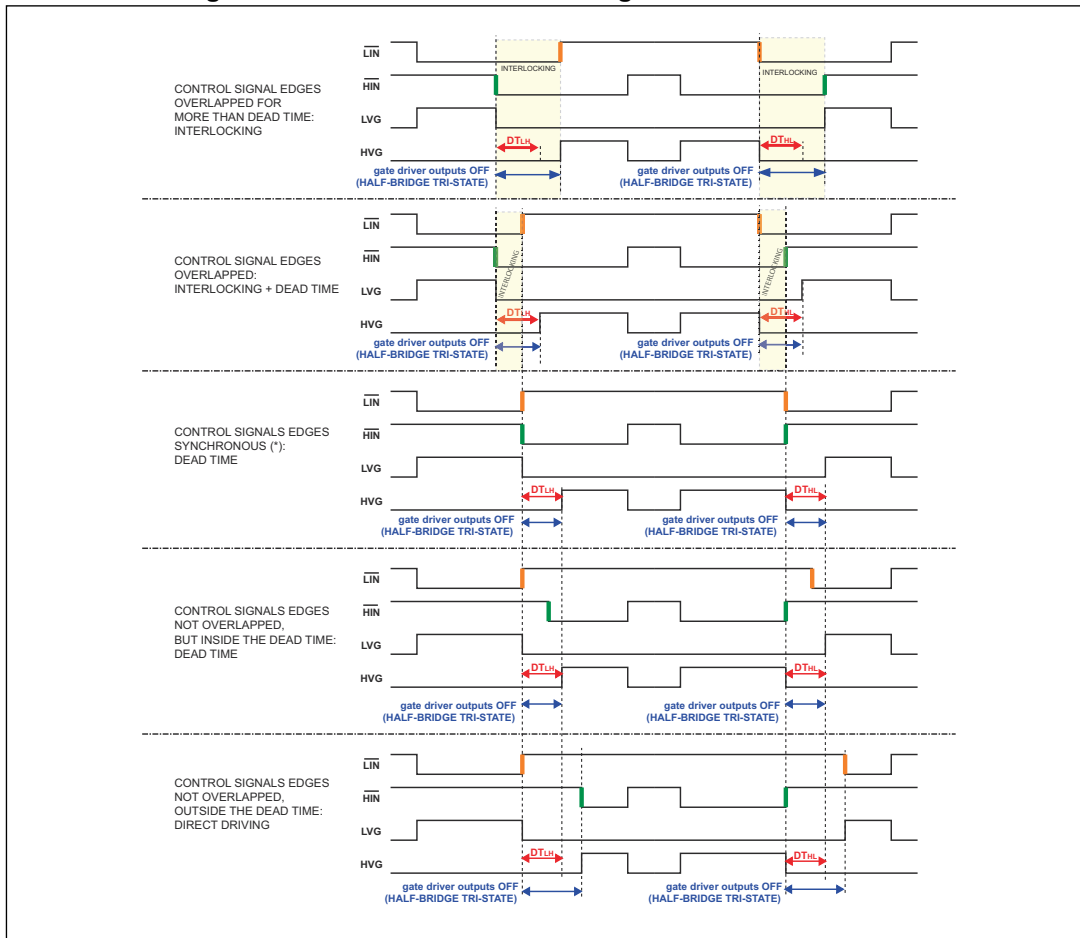 LIN
INTERLOCKING
INTERLOCKING
HIN
CONTROL SIGNAL EDGES
OVERLAPPED FOR
MORE THAN DEAD TIME:
INTERLOCKING
LVG
DTLH
DTHL
HVG
gate driver outputs OFF
(HALF-BRIDGE TRI-STATE)
gate driver outputs OFF
(HALF-BRIDGE TRI-STATE)
LIN
HIN
CONTROL SIGNAL EDGES
OVERLAPPED:
INTERLOCKING + DEAD TIME
INTERLOCKING
INTERLOCKING
LVG
DTLH
DTHL
HVG
gate driver outputs OFF
(HALF-BRIDGE TRI-STATE)
gate driver outputs OFF
(HALF-BRIDGE TRI-STATE)
LIN
HIN
CONTROL SIGNALS EDGES
SYNCHRONOUS (*):
DEAD TIME
LVG
DTLH
DTHL
HVG
gate driver outputs OFF
(HALF-BRIDGE TRI-STATE)
gate driver outputs OFF
(HALF-BRIDGE TRI-STATE)
LIN
HIN
CONTROL SIGNALS EDGES
NOT OVERLAPPED,
BUT INSIDE THE DEAD TIME:
DEAD TIME
LVG
DTLH
DTHL
HVG
gate driver outputs OFF
(HALF-BRIDGE TRI-STATE)
gate driver outputs OFF
(HALF-BRIDGE TRI-STATE)
LIN
HIN
CONTROL SIGNALS EDGES
NOT OVERLAPPED,
OUTSIDE THE DEAD TIME:
DIRECT DRIVING
LVG
DTLH
DTHL
HVG
gate driver outputs OFF
(HALF-BRIDGE TRI-STATE)
gate driver outputs OFF
(HALF-BRIDGE TRI-STATE)